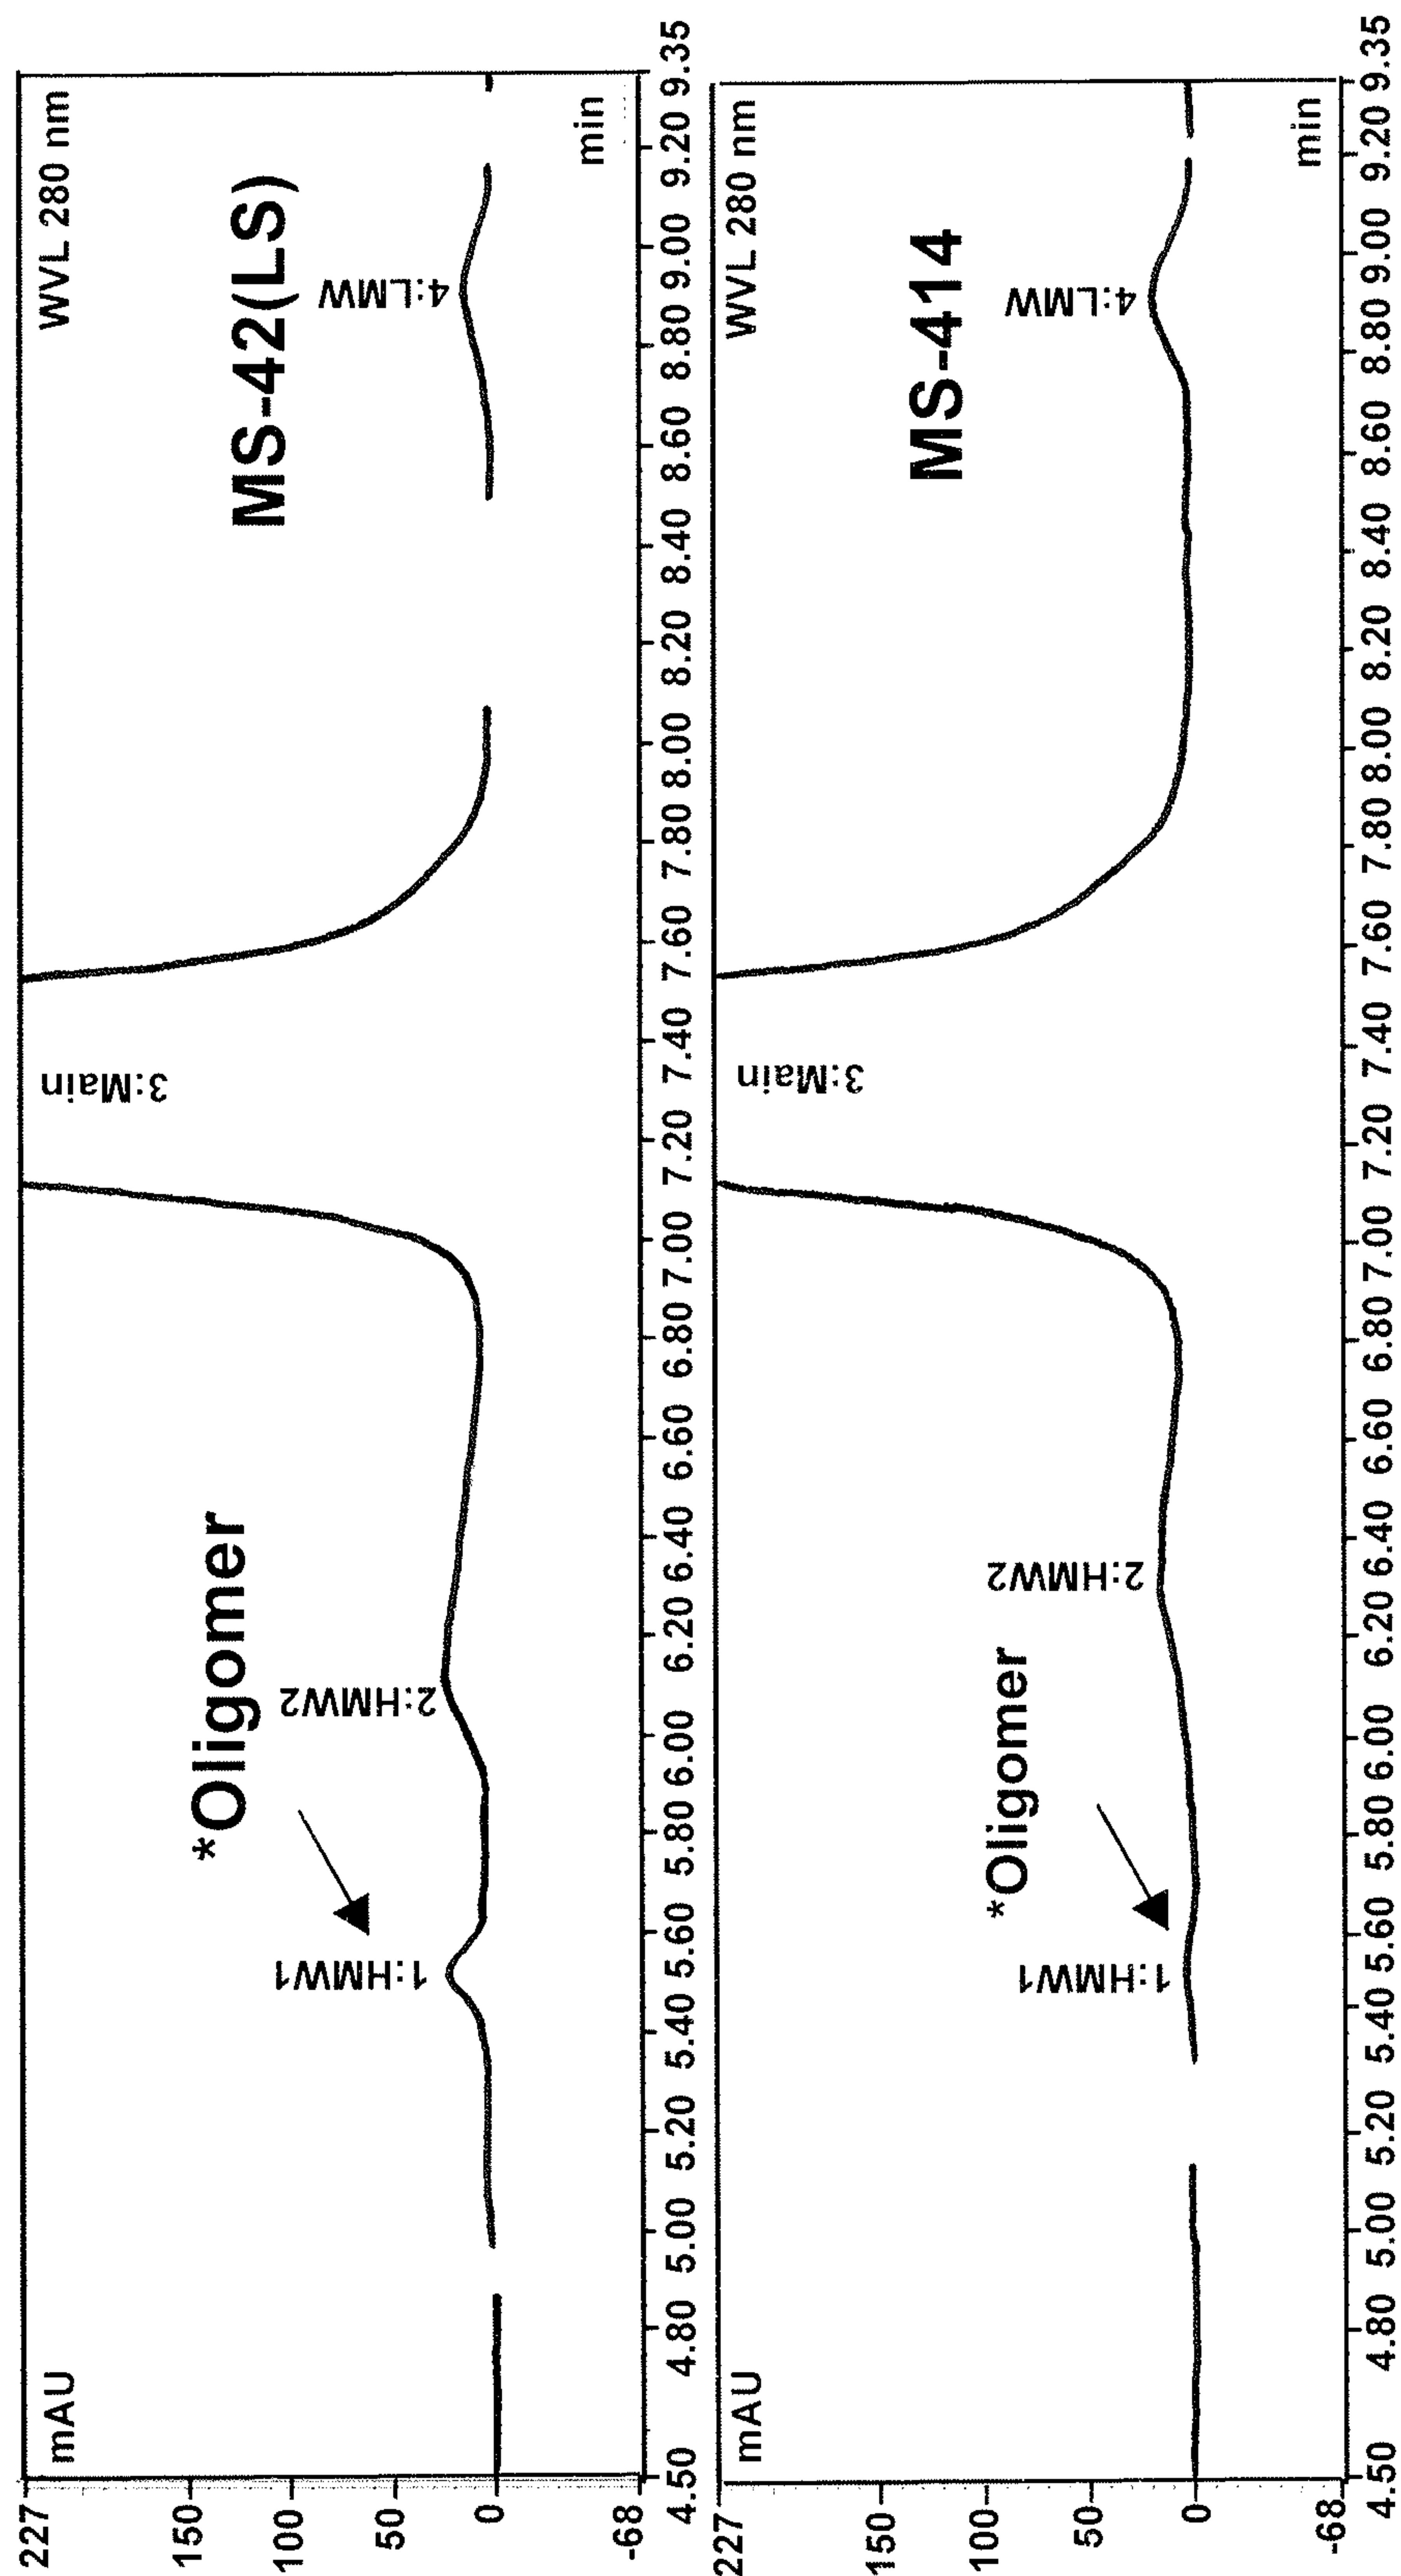 mAU
WVL 280 nm
MS-42(LS)
*Oligomer
1:HMW1
2:HMW2
3:Main
4:LMW
227
150
100
50
0
-68
min
4.50 4.80 5.00 5.20 5.40 5.60 5.80 6.00 6.20 6.40 6.60 6.80 7.00 7.20 7.40 7.60 7.80 8.00 8.20 8.40 8.60 8.80 9.00 9.20 9.35
mAU
WVL 280 nm
MS-414
*Oligomer
1:HMW1
2:HMW2
3:Main
4:LMW
227
150
100
50
0
-68
min
4.50 4.80 5.00 5.20 5.40 5.60 5.80 6.00 6.20 6.40 6.60 6.80 7.00 7.20 7.40 7.60 7.80 8.00 8.20 8.40 8.60 8.80 9.00 9.20 9.35